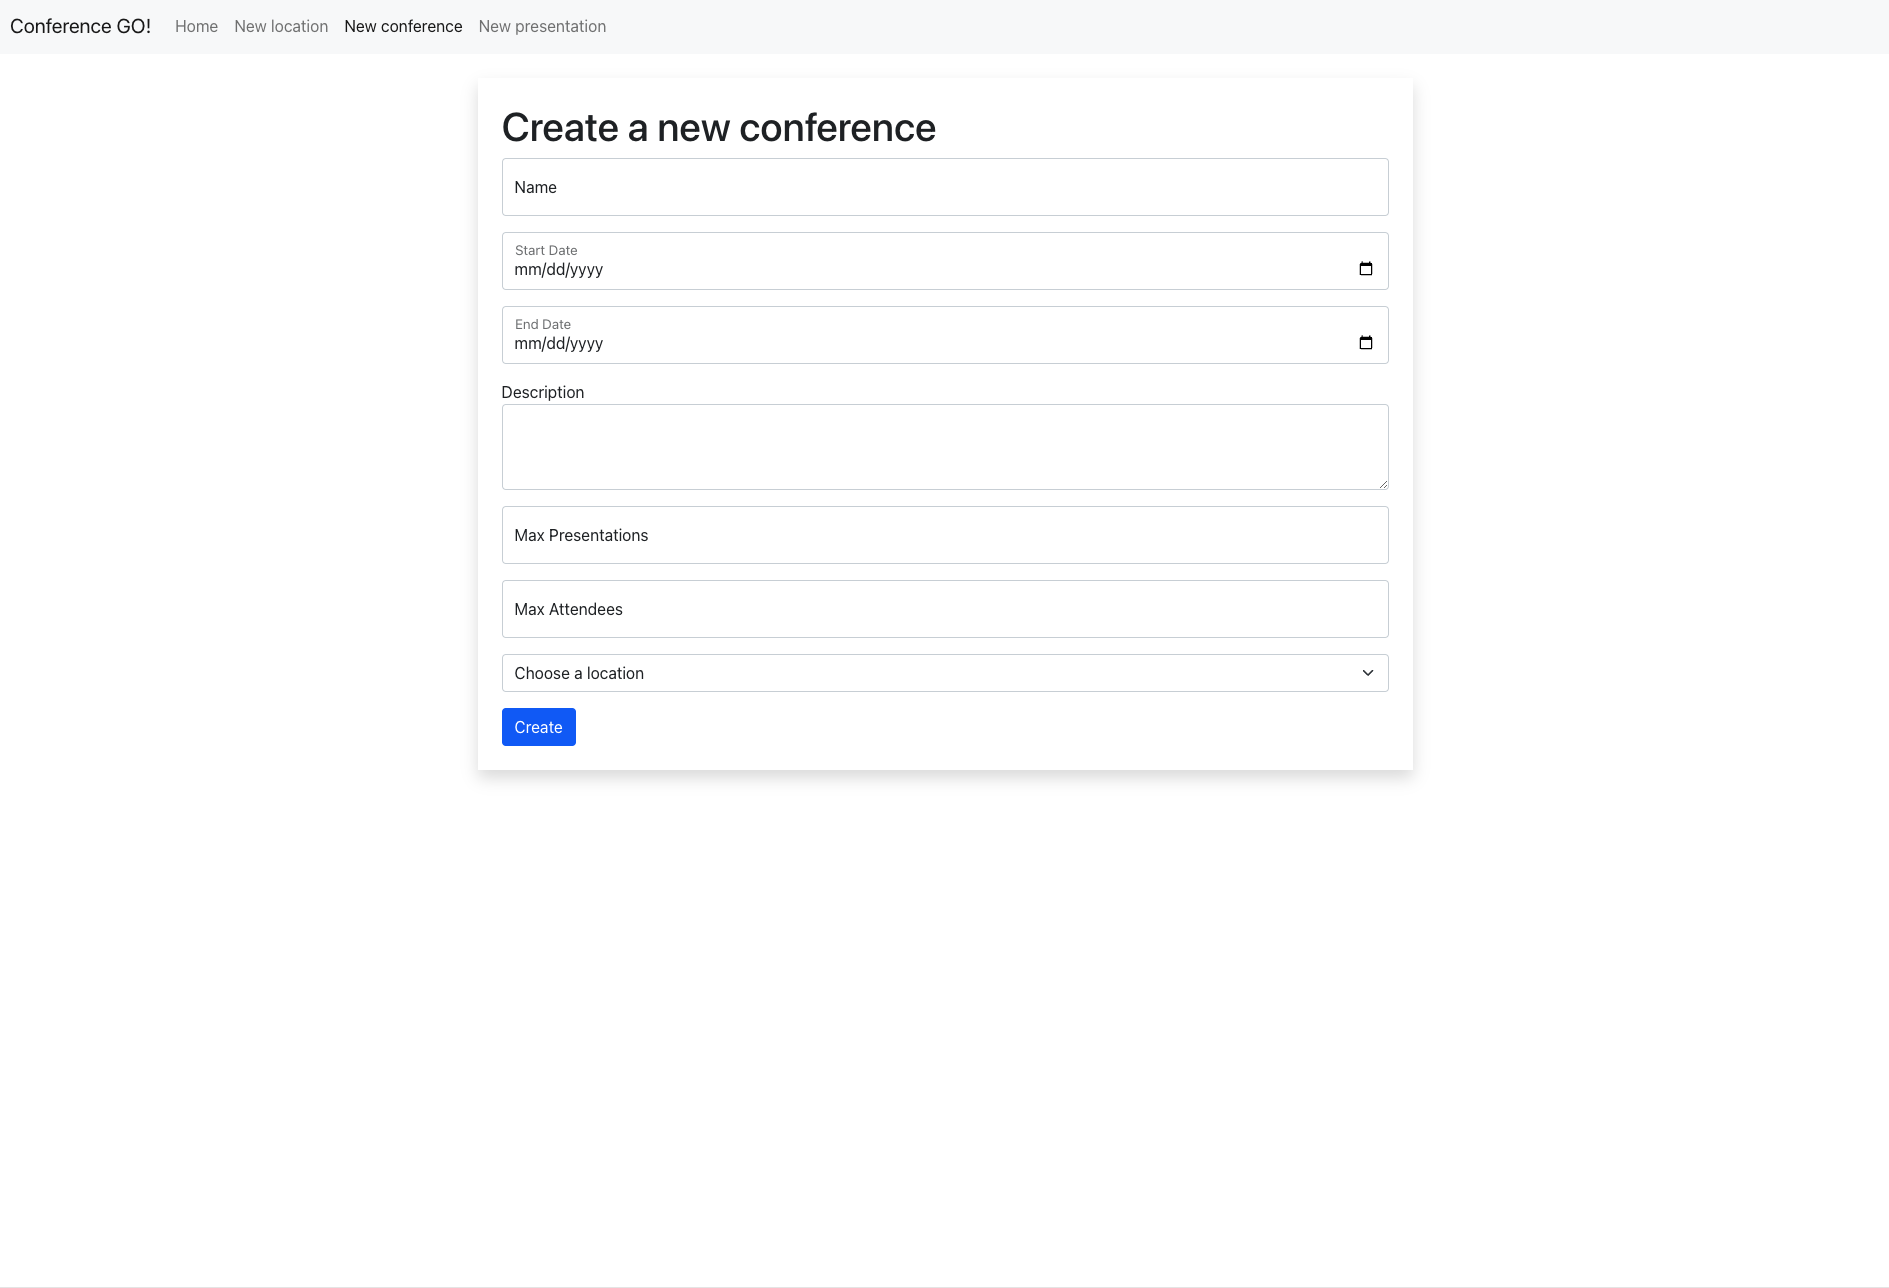 Conference GO! Home New location New conference New presentation
Create a new conference
Name
Start Date
mm/dd/yyyy
End Date
mm/dd/yyyy
Description
Max Presentations
Max Attendees
Choose a location
Create